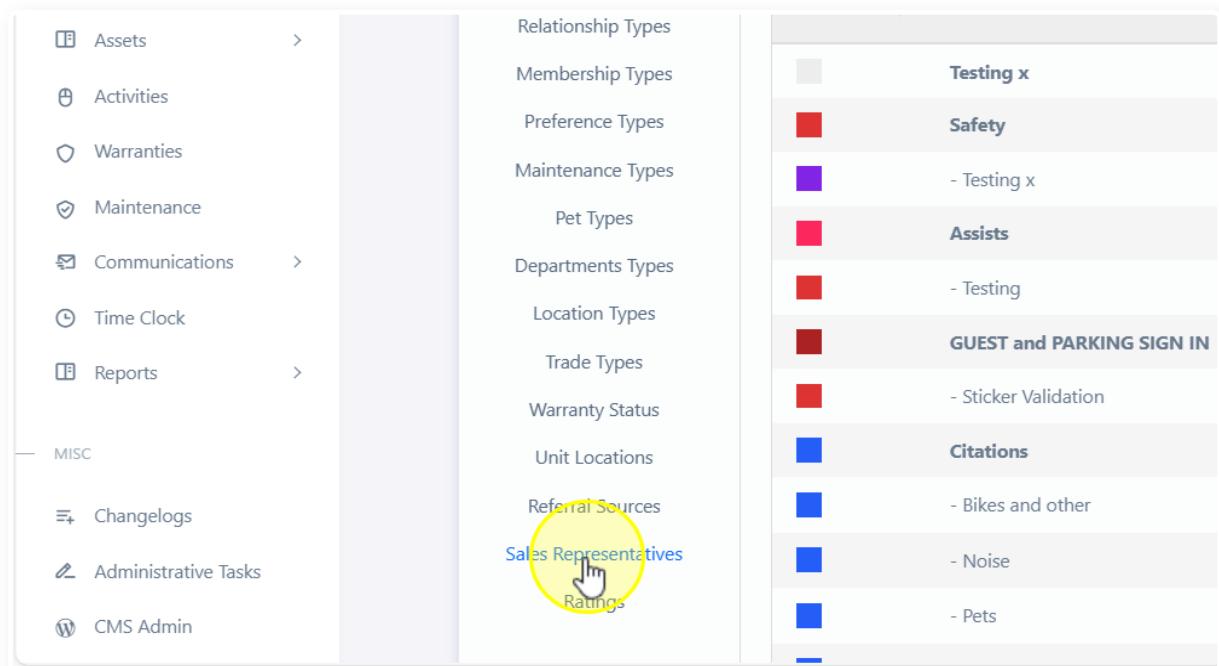 Assets
Activities
Warranties
Maintenance
Communications
Time Clock
Reports
MISC
Changelogs
Administrative Tasks
CMS Admin
Relationship Types
Membership Types
Preference Types
Maintenance Types
Pet Types
Departments Types
Location Types
Trade Types
Warranty Status
Unit Locations
Referral Sources
Sales Representatives
Ratings
Testing x
Safety
- Testing x
Assists
- Testing
GUEST and PARKING SIGN IN
- Sticker Validation
Citations
- Bikes and other
- Noise
- Pets